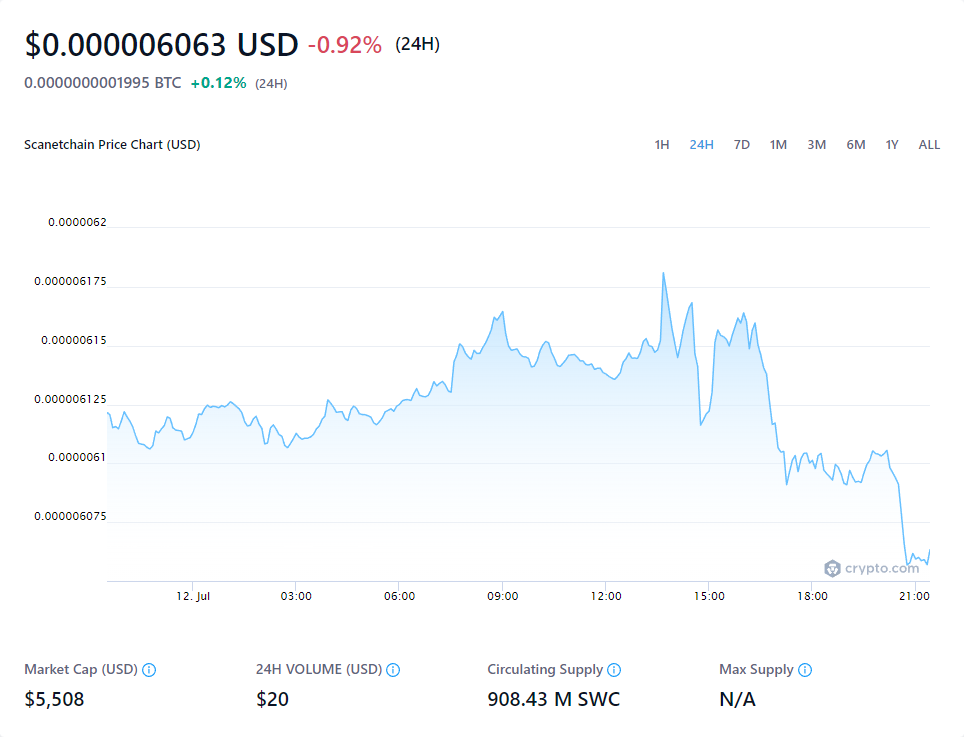 $0.000006063 USD -0.92% (24H)
0.0000000001995 BTC +0.12% (24H)
Scanetchain Price Chart (USD) 1H 24H 7D 1M 3M 6M 1Y ALL
0.0000062
0.000006175
0.00000615
0.000006125
0.0000061
0.000006075
crypto.com
12. Jul 03:00 06:00 09:00 12:00 15:00 18:00 21:00
Market Cap (USD) 24H VOLUME (USD) Circulating Supply Max Supply
$5,508 $20 908.43 M SWC N/A